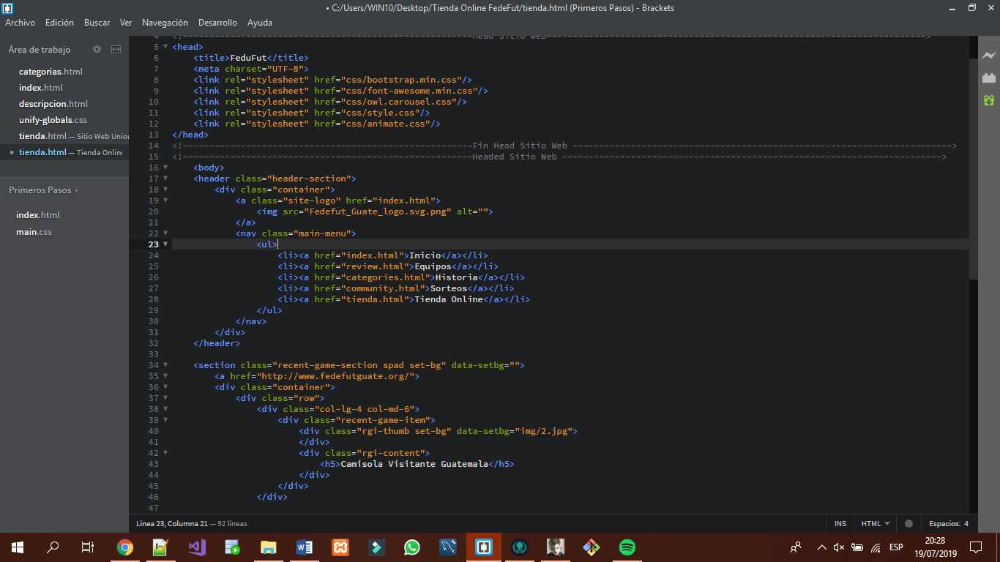 • C:/Users/WIN10/Desktop/Tienda Online FedeFut/tienda.html (Primeros Pasos) - Brackets
Archivo Edición Buscar Ver Navegación Desarrollo Ayuda
Área de trabajo
categorias.html
index.html
descripcion.html
unify-globals.css
tienda.html — Sitio Web Union
• tienda.html — Tienda Online
Primeros Pasos
index.html
main.css
4 <!-------------------------------------------------------Head Sitio Web------------------------------------------------------------------------>
5 <head>
6 <title>FeduFut</title>
7 <meta charset="UTF-8">
8 <link rel="stylesheet" href="css/bootstrap.min.css"/>
9 <link rel="stylesheet" href="css/font-awesome.min.css"/>
10 <link rel="stylesheet" href="css/owl.carousel.css"/>
11 <link rel="stylesheet" href="css/style.css"/>
12 <link rel="stylesheet" href="css/animate.css"/>
13 </head>
14 <!-------------------------------------------------------Fin Head Sitio Web ------------------------------------------------------------------------>
15 <!-------------------------------------------------------Headed Sitio Web ------------------------------------------------------------------------>
16 <body>
17 <header class="header-section">
18 <div class="container">
19 <a class="site-logo" href="index.html">
20 <img src="Fedefut_Guate_logo.svg.png" alt="">
21 </a>
22 <nav class="main-menu">
23 <ul>
24 <li><a href="index.html">Inicio</a></li>
25 <li><a href="review.html">Equipos</a></li>
26 <li><a href="categories.html">Historia</a></li>
27 <li><a href="community.html">Sorteos</a></li>
28 <li><a href="tienda.html">Tienda Online</a></li>
29 </ul>
30 </nav>
31 </div>
32 </header>
33
34 <section class="recent-game-section spad set-bg" data-setbg="">
35 <a href="http://www.fedefutguate.org/">
36 <div class="container">
37 <div class="row">
38 <div class="col-lg-4 col-md-6">
39 <div class="recent-game-item">
40 <div class="rgi-thumb set-bg" data-setbg="img/2.jpg">
41 </div>
42 <div class="rgi-content">
43 <h5>Camisola Visitante Guatemala</h5>
44 </div>
45 </div>
46 </div>
47
Línea 23, Columna 21 — 92 líneas
INS HTML Espacios: 4
ESP
20:28
19/07/2019